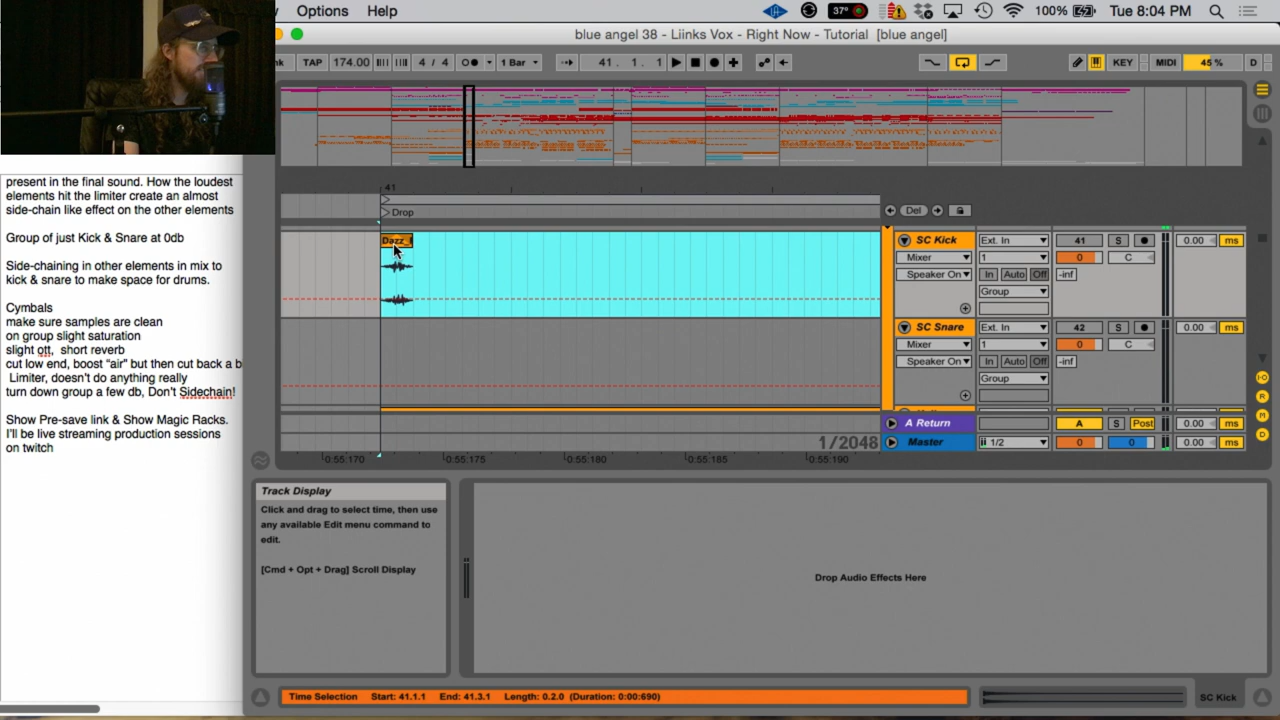 Options Help
37° 100% Tue 8:04 PM
blue angel 38 - Liinks Vox - Right Now - Tutorial [blue angel]
nk TAP 174.00 4 / 4 1 Bar 41 . 1 . 1 KEY MIDI 45 % D
present in the final sound. How the loudest
elements hit the limiter create an almost
side-chain like effect on the other elements
Group of just Kick & Snare at 0db
Side-chaining in other elements in mix to
kick & snare to make space for drums.
Cymbals
make sure samples are clean
on group slight saturation
slight ott, short reverb
cut low end, boost “air” but then cut back a b
Limiter, doesn't do anything really
turn down group a few db, Don't Sidechain!
Show Pre-save link & Show Magic Racks.
I'll be live streaming production sessions
on twitch
41
Drop
Del
Dazz_
SC Kick Ext. In 41 S 0.00 ms
Mixer 1 0 C
Speaker On In Auto Off -inf
Group
SC Snare Ext. In 42 S 0.00 ms
Mixer 1 0 C
Speaker On In Auto Off -inf
Group
A Return A S Post 0.00 ms
1/2048 Master 1/2 0 0 0.00 ms
0:55:170 0:55:175 0:55:180 0:55:185 0:55:190
I·O
R
M
D
Track Display
Click and drag to select time, then use
any available Edit menu command to
edit.
[Cmd + Opt + Drag] Scroll Display
Drop Audio Effects Here
Time Selection Start: 41.1.1 End: 41.3.1 Length: 0.2.0 (Duration: 0:00:690)
SC Kick